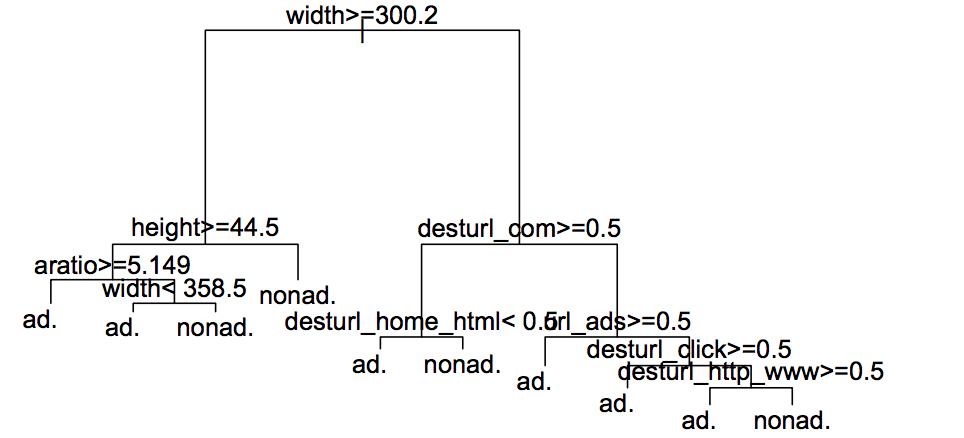 width>=300.2
height>=44.5
desturl_com>=0.5
aratio>=5.149
width< 358.5
nonad.
ad.
ad.
nonad.
desturl_home_html< 0.5
url_ads>=0.5
desturl_click>=0.5
ad.
nonad.
desturl_http_www>=0.5
ad.
ad.
ad.
nonad.